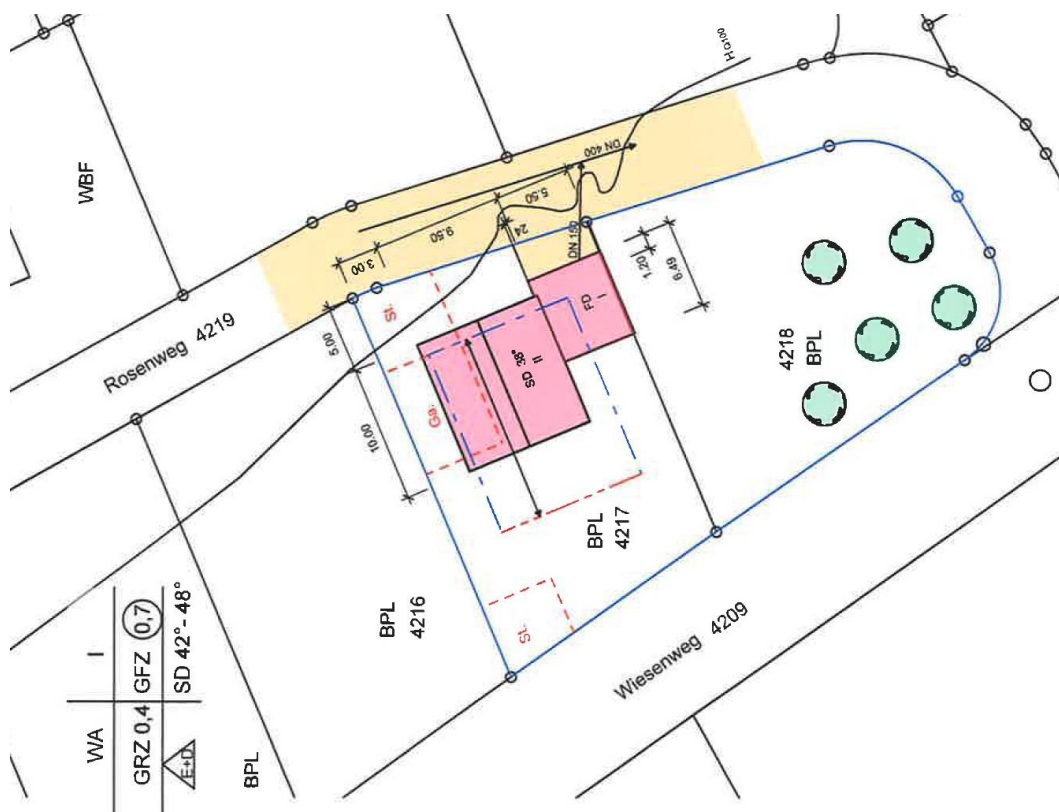 WBF
Rosenweg 4219
HQ100
DN 400
5.50
24
DN 150
9.50
3.00
1.20
6.49
FD
I
St.
5.00
10.00
Ga.
SD 38°
II
4218
BPL
BPL
4217
BPL
4216
St.
Wiesenweg 4209
WA
I
GRZ 0,4
GFZ 0,7
E+D
SD 42°- 48°
BPL